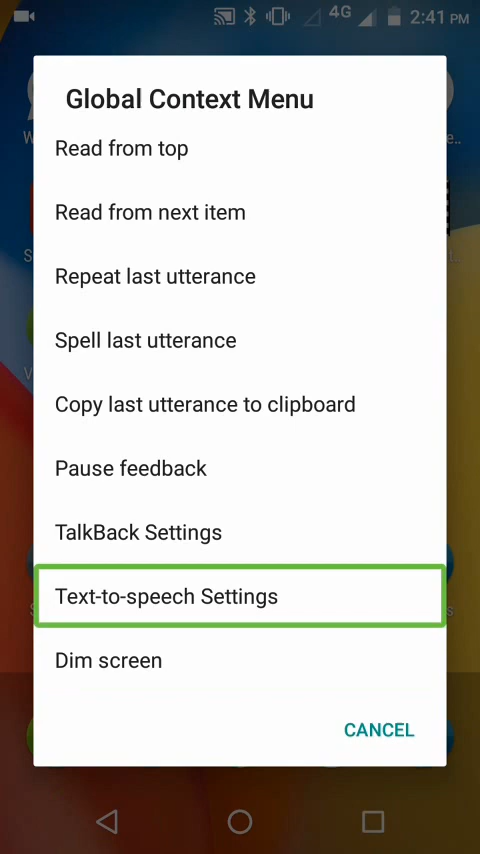 4G 2:41 PM
Global Context Menu
Read from top
Read from next item
Repeat last utterance
Spell last utterance
Copy last utterance to clipboard
Pause feedback
TalkBack Settings
Text-to-speech Settings
Dim screen
CANCEL